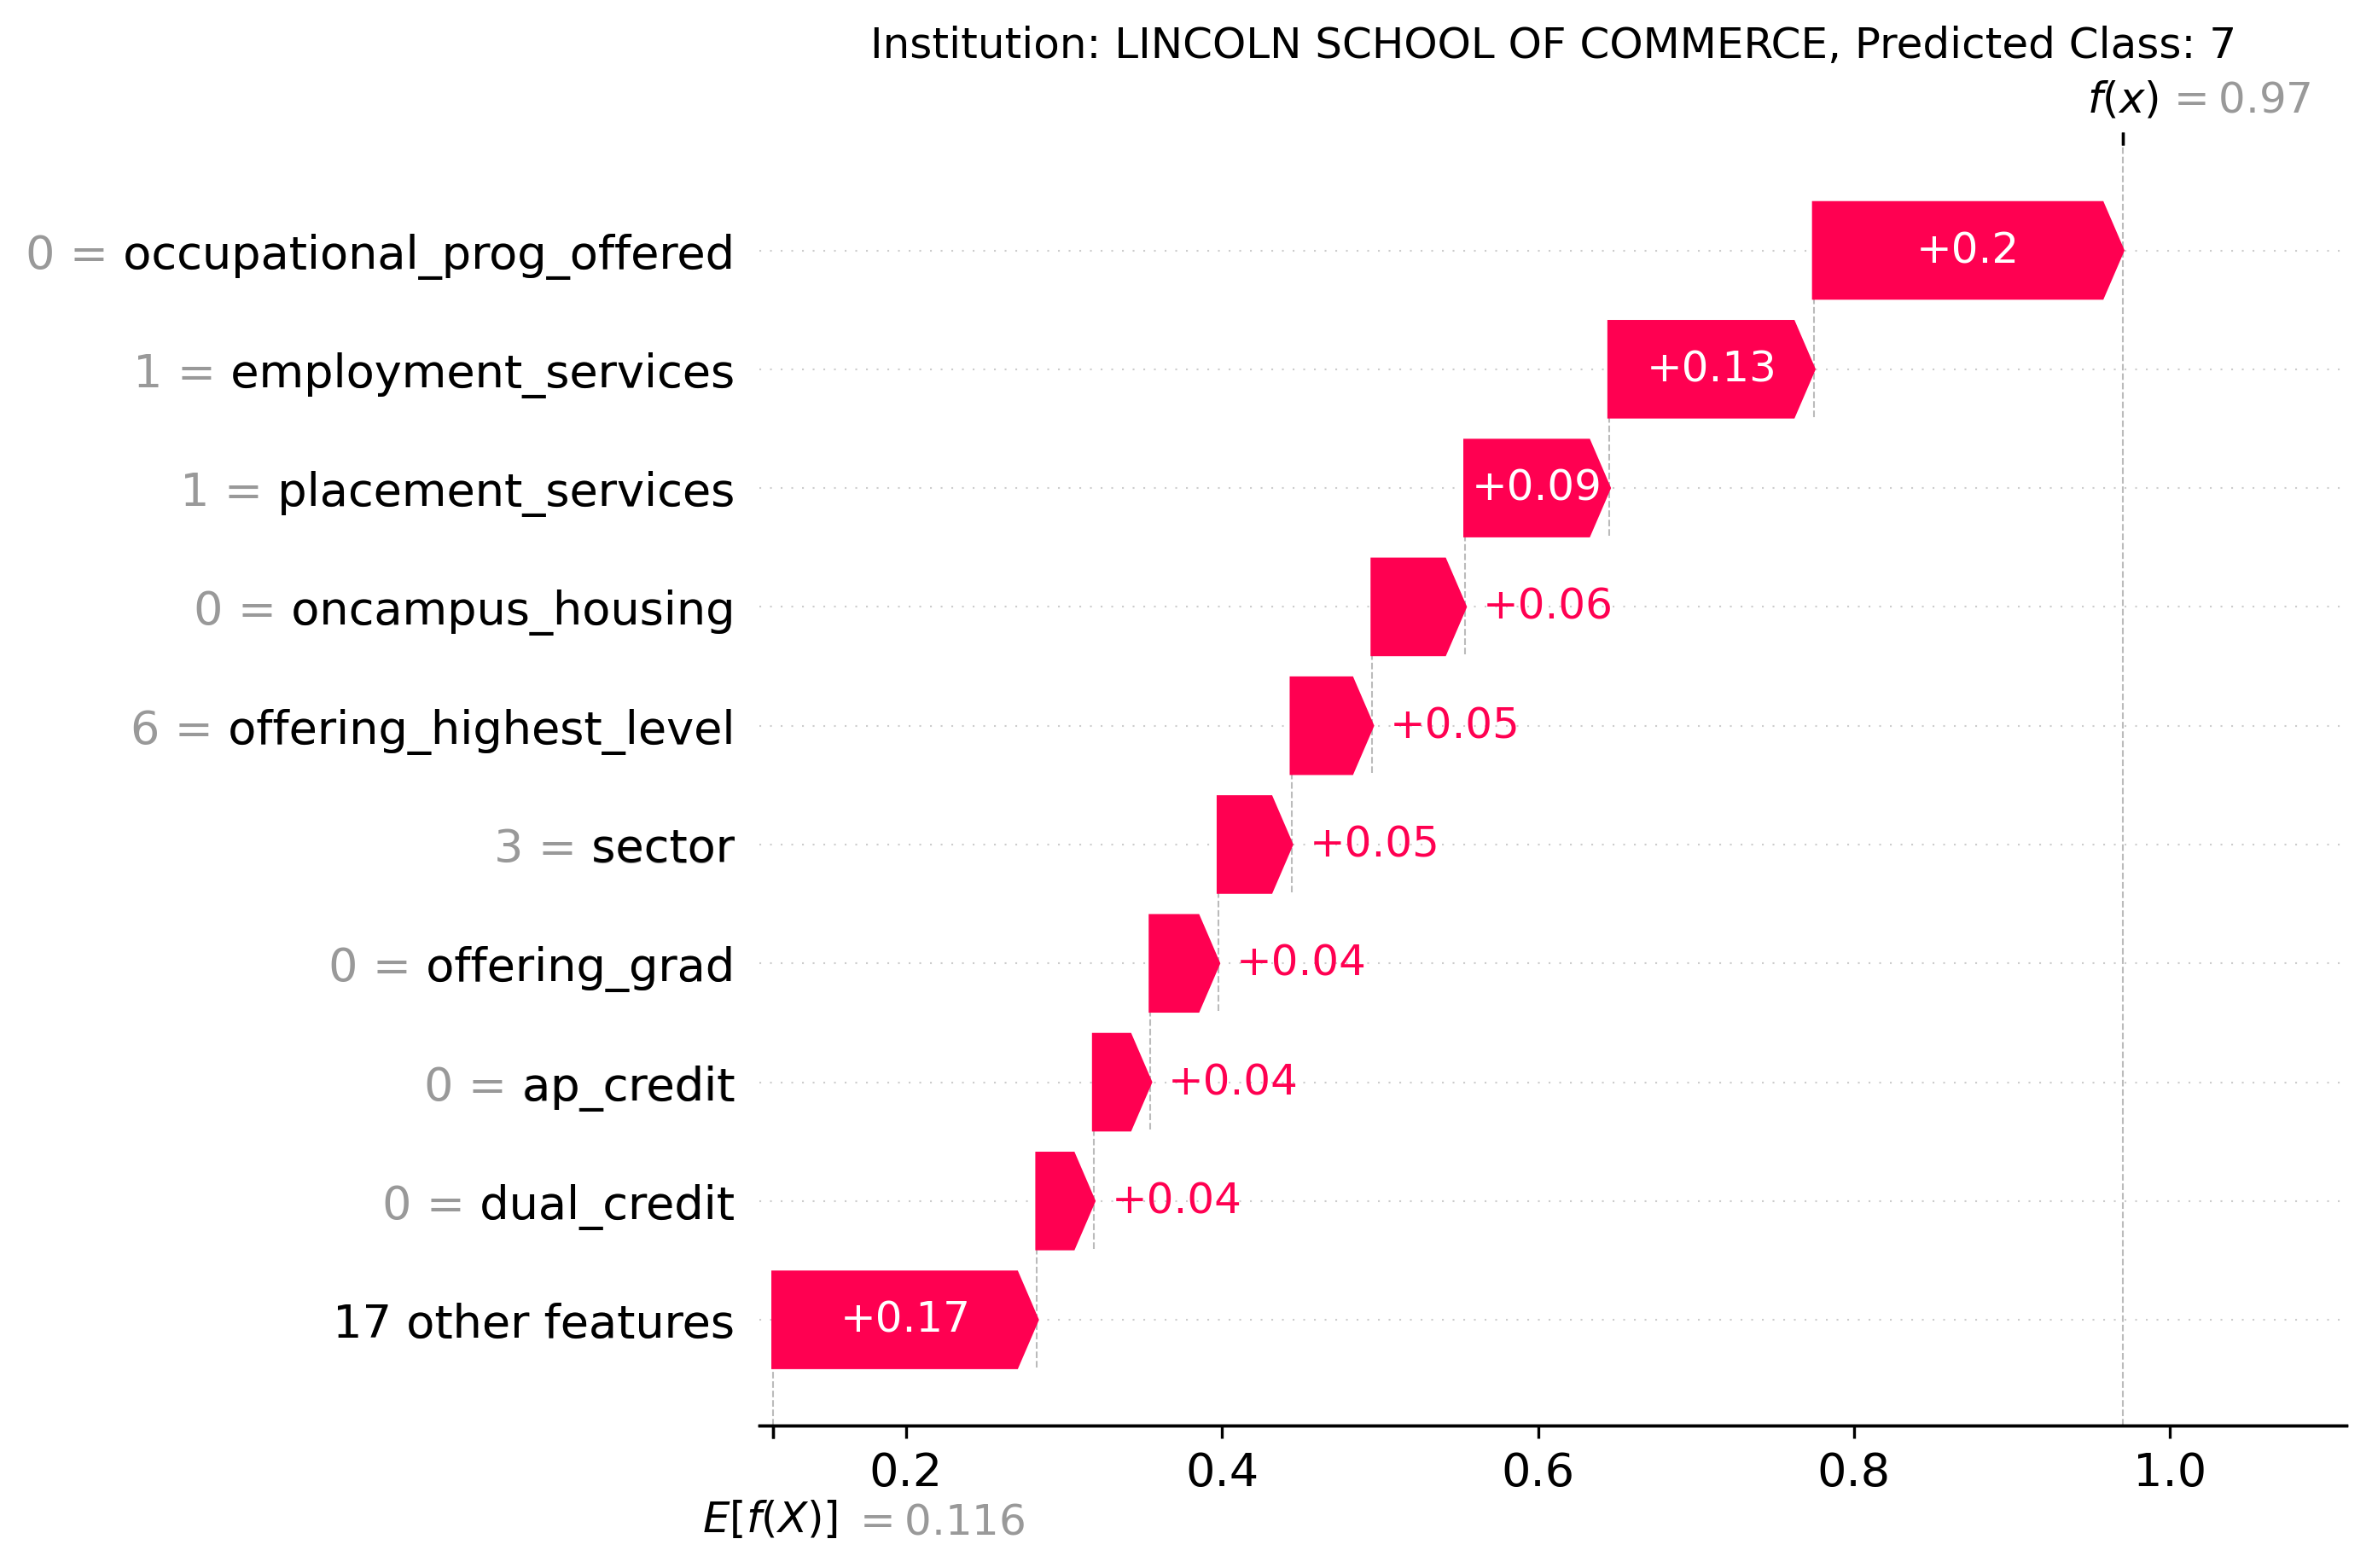 Institution: LINCOLN SCHOOL OF COMMERCE, Predicted Class: 7
f(x) = 0.97
0 = occupational_prog_offered +0.2
1 = employment_services +0.13
1 = placement_services +0.09
0 = oncampus_housing +0.06
6 = offering_highest_level +0.05
3 = sector +0.05
0 = offering_grad +0.04
0 = ap_credit +0.04
0 = dual_credit +0.04
17 other features +0.17
0.2 0.4 0.6 0.8 1.0
E[f(X)] = 0.116